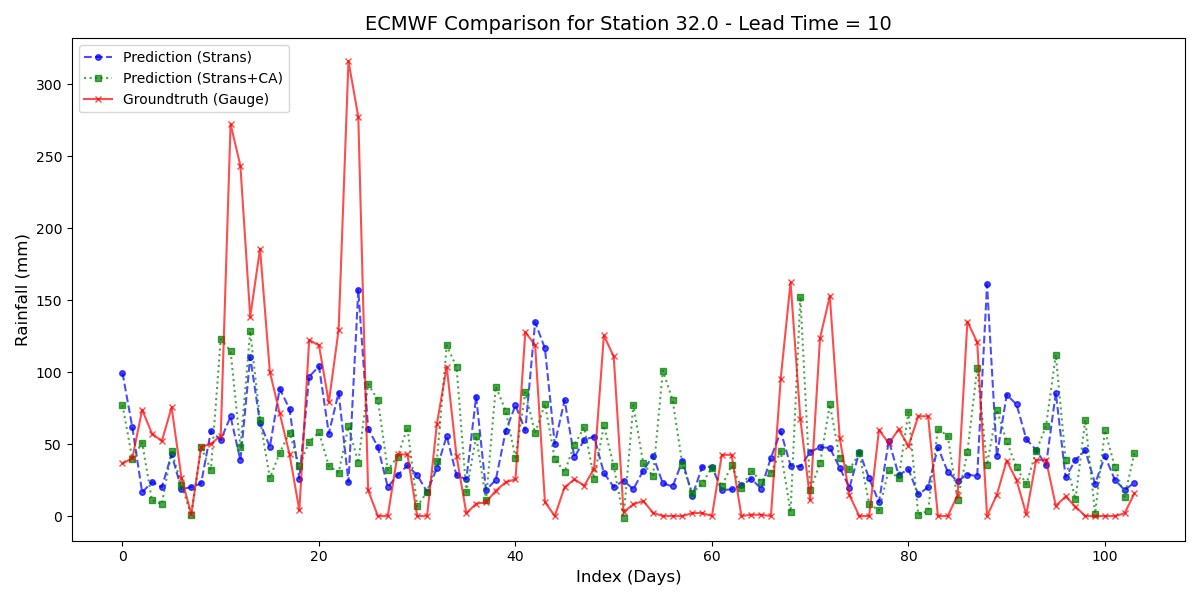 ECMWF Comparison for Station 32.0 - Lead Time = 10
Prediction (Strans)
Prediction (Strans+CA)
Groundtruth (Gauge)
Rainfall (mm)
300
250
200
150
100
50
0
0 20 40 60 80 100
Index (Days)